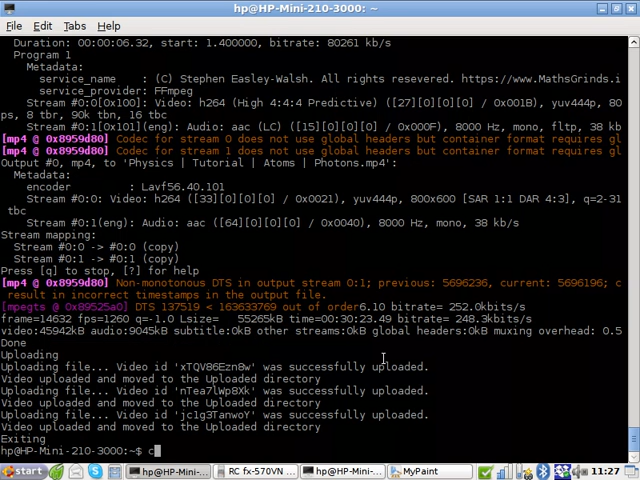 hp@HP-Mini-210-3000: ~
File Edit Tabs Help
Duration: 00:00:06.32, start: 1.400000, bitrate: 80261 kb/s
Program 1
Metadata:
service_name : (C) Stephen Easley-Walsh. All rights resevered. https://www.MathsGrinds.i
service_provider: FFmpeg
Stream #0:0[0x100]: Video: h264 (High 4:4:4 Predictive) ([27][0][0][0] / 0x001B), yuv444p, 80
ps, 8 tbr, 90k tbn, 16 tbc
Stream #0:1[0x101](eng): Audio: aac (LC) ([15][0][0][0] / 0x000F), 8000 Hz, mono, fltp, 38 kb
[mp4 @ 0x8959d80] Codec for stream 0 does not use global headers but container format requires gl
[mp4 @ 0x8959d80] Codec for stream 1 does not use global headers but container format requires gl
Output #0, mp4, to 'Physics | Tutorial | Atoms | Photons.mp4':
Metadata:
encoder : Lavf56.40.101
Stream #0:0: Video: h264 ([33][0][0][0] / 0x0021), yuv444p, 800x600 [SAR 1:1 DAR 4:3], q=2-31
tbc
Stream #0:1(eng): Audio: aac ([64][0][0][0] / 0x0040), 8000 Hz, mono, 38 kb/s
Stream mapping:
Stream #0:0 -> #0:0 (copy)
Stream #0:1 -> #0:1 (copy)
Press [q] to stop, [?] for help
[mp4 @ 0x8959d80] Non-monotonous DTS in output stream 0:1; previous: 5696236, current: 5696196; c
result in incorrect timestamps in the output file.
[mpegts @ 0x89525a0] DTS 137519 < 163633769 out of order6.10 bitrate= 252.0kbits/s
frame=14632 fps=1260 q=-1.0 Lsize= 55265kB time=00:30:23.49 bitrate= 248.3kbits/s
video:45942kB audio:9045kB subtitle:0kB other streams:0kB global headers:0kB muxing overhead: 0.5
Done
Uploading
Uploading file... Video id 'xTQV86Ezn8w' was successfully uploaded.
Video uploaded and moved to the Uploaded directory
Uploading file... Video id 'nTea7lWp8Xk' was successfully uploaded.
Video uploaded and moved to the Uploaded directory
Uploading file... Video id 'jc1g3TanwoY' was successfully uploaded.
Video uploaded and moved to the Uploaded directory
Exiting
hp@HP-Mini-210-3000:~$ c
start hp@HP-Mini-... RC fx-570VN ... hp@HP-Mini-... MyPaint 11:27